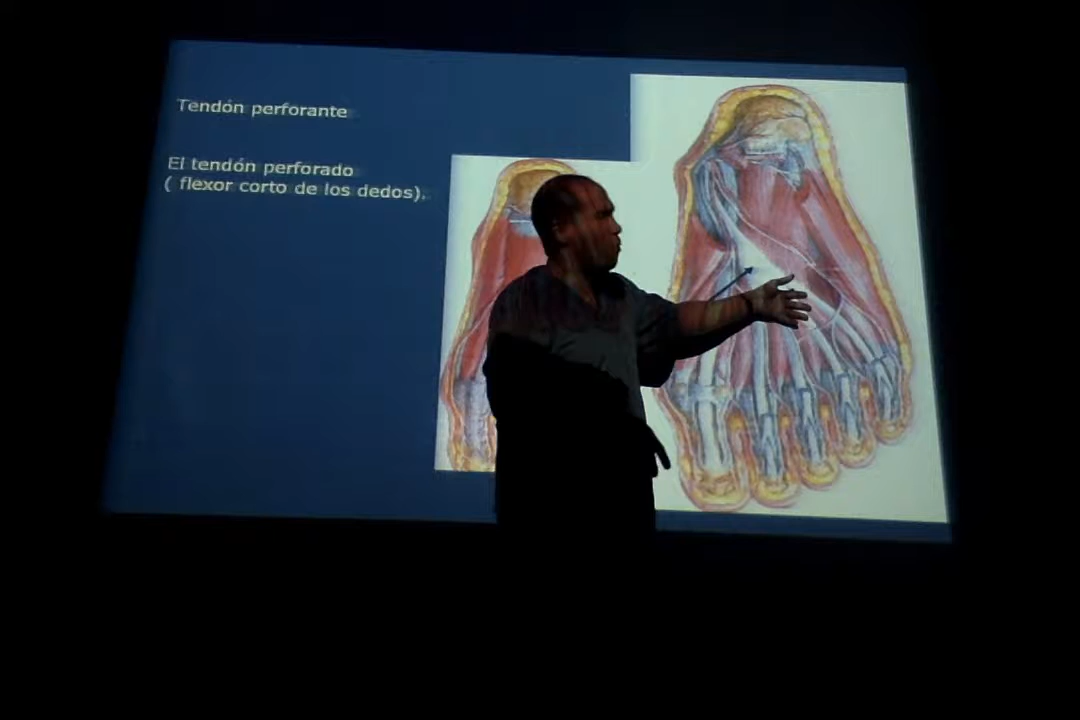 Tendón perforante
El tendón perforado
( flexor corto de los dedos).